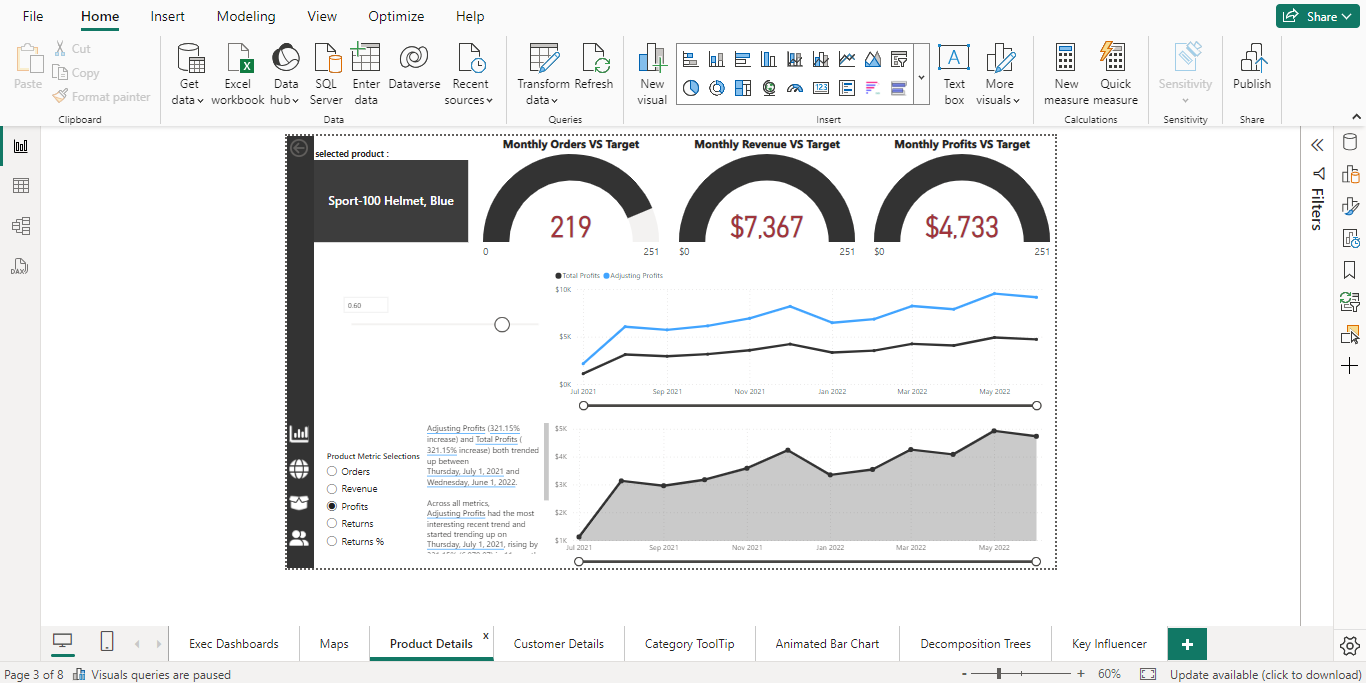 File Home Insert Modeling View Optimize Help Share
Paste Cut Copy Format painter
Clipboard
Get data Excel workbook Data hub SQL Server Enter data Dataverse Recent sources
Data
Transform data Refresh
Queries
New visual 123 A Text box More visuals
Insert
New measure Quick measure
Calculations
Sensitivity
Sensitivity
Publish
Share
DAX
selected product :
Sport-100 Helmet, Blue
Monthly Orders VS Target
219
0 251
Monthly Revenue VS Target
$7,367
$0 251
Monthly Profits VS Target
$4,733
$0 251
0.60
Total Profits Adjusting Profits
$10K
$5K
$0K
Jul 2021 Sep 2021 Nov 2021 Jan 2022 Mar 2022 May 2022
Product Metric Selections
Orders
Revenue
Profits
Returns
Returns %
Adjusting Profits (321.15%
increase) and Total Profits (
321.15% increase) both trended
up between
Thursday, July 1, 2021 and
Wednesday, June 1, 2022.
Across all metrics,
Adjusting Profits had the most
interesting recent trend and
started trending up on
Thursday, July 1, 2021, rising by
$5K
$4K
$3K
$2K
$1K
Jul 2021 Sep 2021 Nov 2021 Jan 2022 Mar 2022 May 2022
Filters
Exec Dashboards Maps Product Details x Customer Details Category ToolTip Animated Bar Chart Decomposition Trees Key Influencer +
Page 3 of 8 Visuals queries are paused - + 60% Update available (click to download)